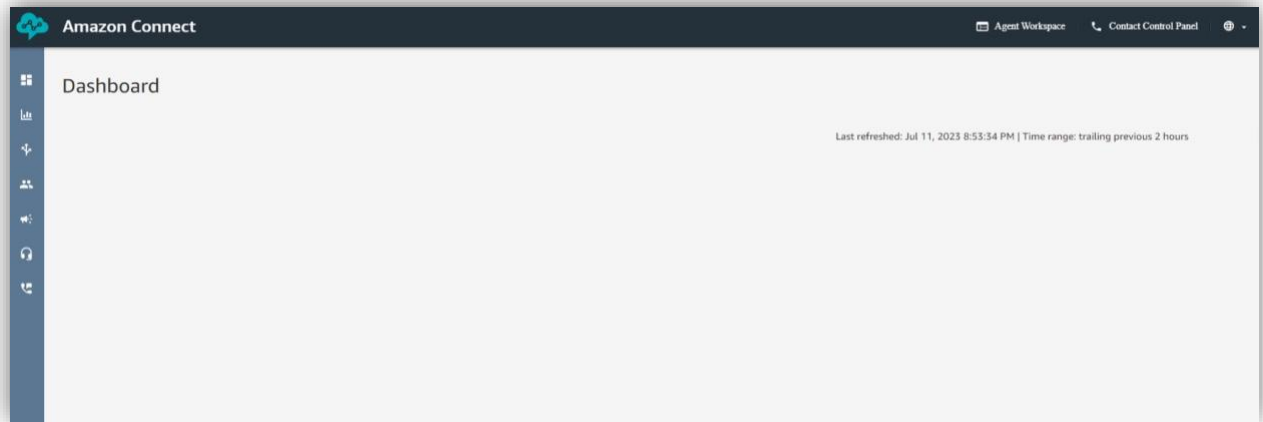 Amazon Connect
Agent Workspace
Contact Control Panel
Dashboard
Last refreshed: Jul 11, 2023 8:53:34 PM | Time range: trailing previous 2 hours